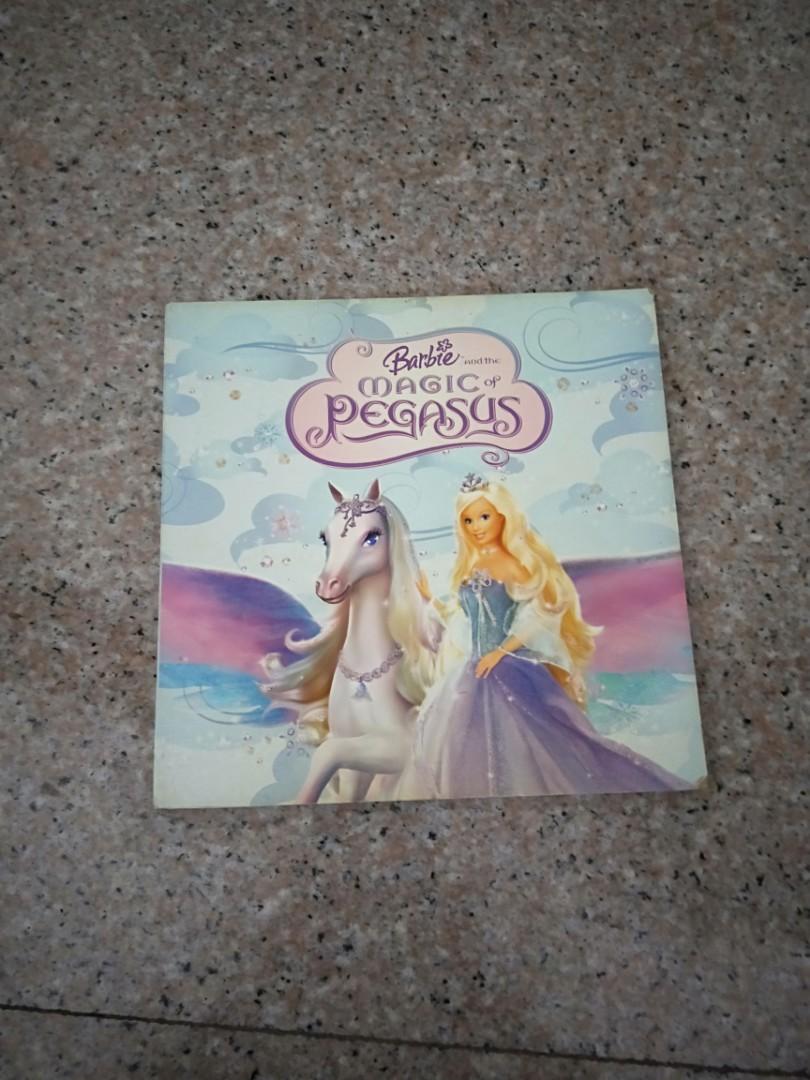 Barbie and the
MAGIC of
PEGASUS